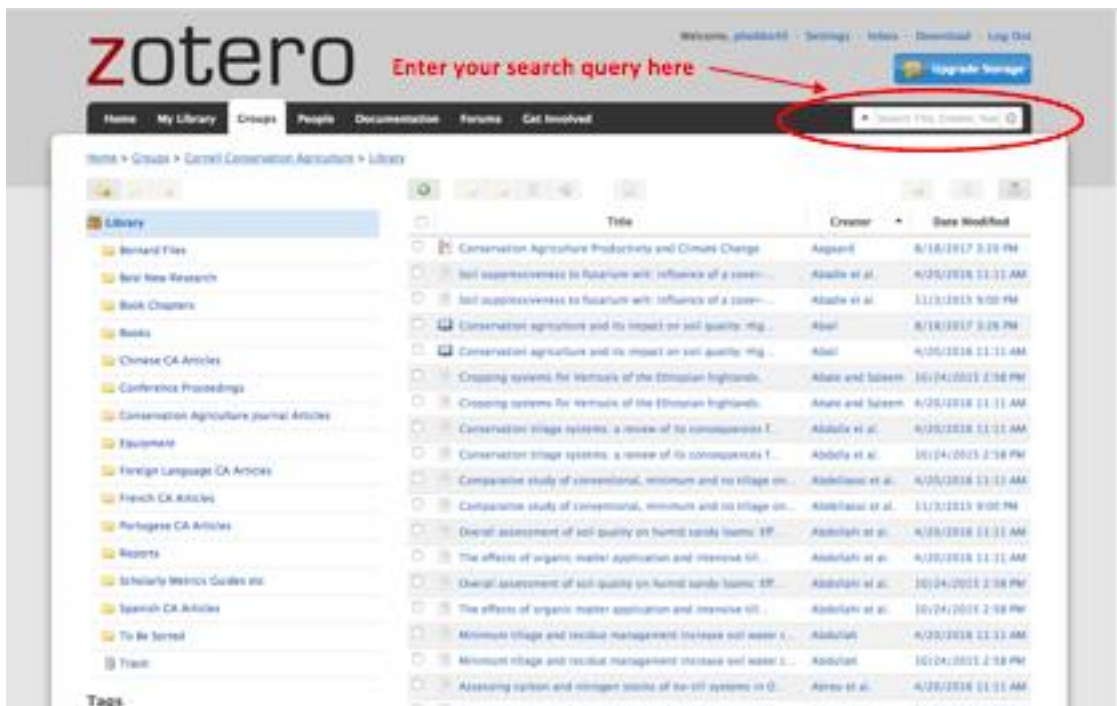 zotero
Welcome, Settings Inbox Download Log Out
Enter your search query here
Upgrade Storage
Home My Library Groups People Documentation Forums Get Involved
Search Title, Creator, Year
Home > Groups > Cornell Conservation Agriculture > Library
Library
Title Creator Date Modified
Bernard Files
Conservation Agriculture Productivity and Climate Change Aagaard 8/18/2017 3:25 PM
Best New Research
Soil suppressiveness to fusarium wilt: influence of a cover-... Abadie et al. 4/20/2016 11:11 AM
Book Chapters
Soil suppressiveness to fusarium wilt: influence of a cover-... Abadie et al. 11/3/2015 9:00 PM
Books
Conservation agriculture and its impact on soil quality: 8/18/2017 3:26 PM
Chinese CA Articles
Conservation agriculture and its impact on soil quality: 4/20/2016 11:11 AM
Conference Proceedings
Cropping systems for Vertisols of the Ethiopian highlands. Abate and Saleem 10/24/2015 2:58 PM
Conservation Agriculture Journal Articles
Cropping systems for Vertisols of the Ethiopian highlands. Abate and Saleem 4/20/2016 11:11 AM
Equipment
Conservation tillage systems: a review of its consequences f... Abdalla et al. 4/20/2016 11:11 AM
Foreign Language CA Articles
Conservation tillage systems: a review of its consequences f... Abdalla et al. 10/24/2015 2:58 PM
French CA Articles
Comparative study of conventional, minimum and no tillage on... et al. 4/20/2016 11:11 AM
Portugese CA Articles
Comparative study of conventional, minimum and no tillage on... et al. 11/3/2015 9:00 PM
Reports
Overall assessment of soil quality on humid sandy loams: Eff... Abdollahi et al. 4/20/2016 11:11 AM
Scholarly Metrics Guides etc
The effects of organic matter application and intensive till... Abdollahi et al. 4/20/2016 11:11 AM
Spanish CA Articles
Overall assessment of soil quality on humid sandy loams: Eff... Abdollahi et al. 10/24/2015 2:58 PM
To Be Sorted
The effects of organic matter application and intensive till... Abdollahi et al. 10/24/2015 2:58 PM
Trash
Minimum tillage and residue management increase soil water c... Abdullah 4/20/2016 11:11 AM
Minimum tillage and residue management increase soil water c... Abdullah 10/24/2015 2:58 PM
Assessing carbon and nitrogen stocks of no-till systems in Abreu et al. 4/20/2016 11:11 AM
Tags